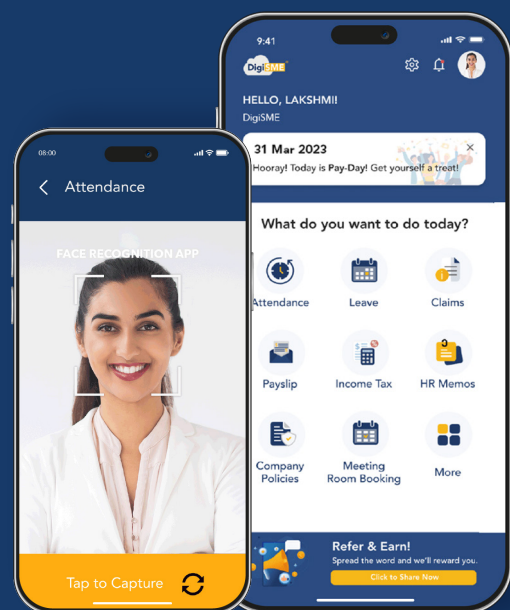 08:00
Attendance
FACE RECOGNITION APP
Tap to Capture
9:41
DigiSME
HELLO, LAKSHMII
DigiSME
31 Mar 2023
Hooray! Today is Pay-Day! Get yourself a treat!
What do you want to do today?
Attendance
Leave
Claims
Payslip
Income Tax
3
HR Memos
Company
Policies
Meeting
Room Booking
More
Refer & Earn!
Spread the word and we'll reward you.
Click to Share Now